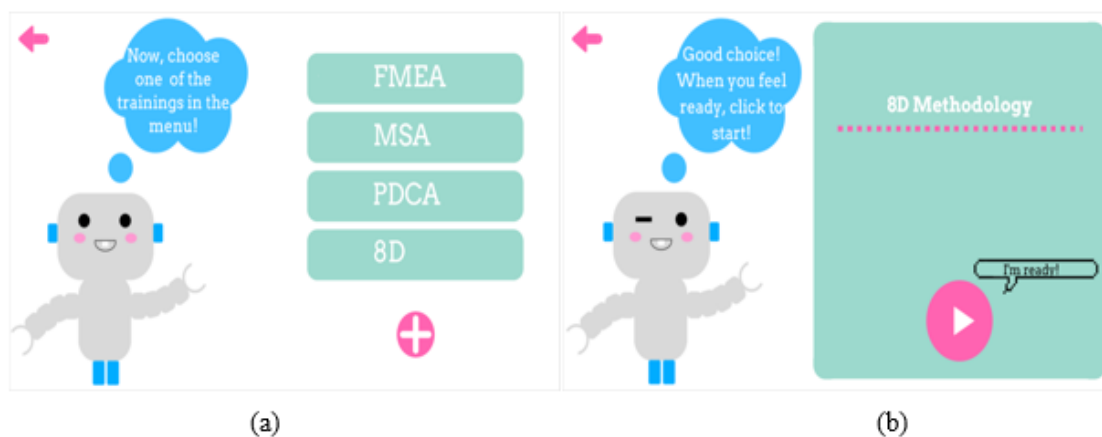 Now, choose
one of the
trainings in the
menu!
FMEA
MSA
PDCA
8D
Good choice!
When you feel
ready, click to
start!
8D Methodology
I'm ready!
(a)
(b)